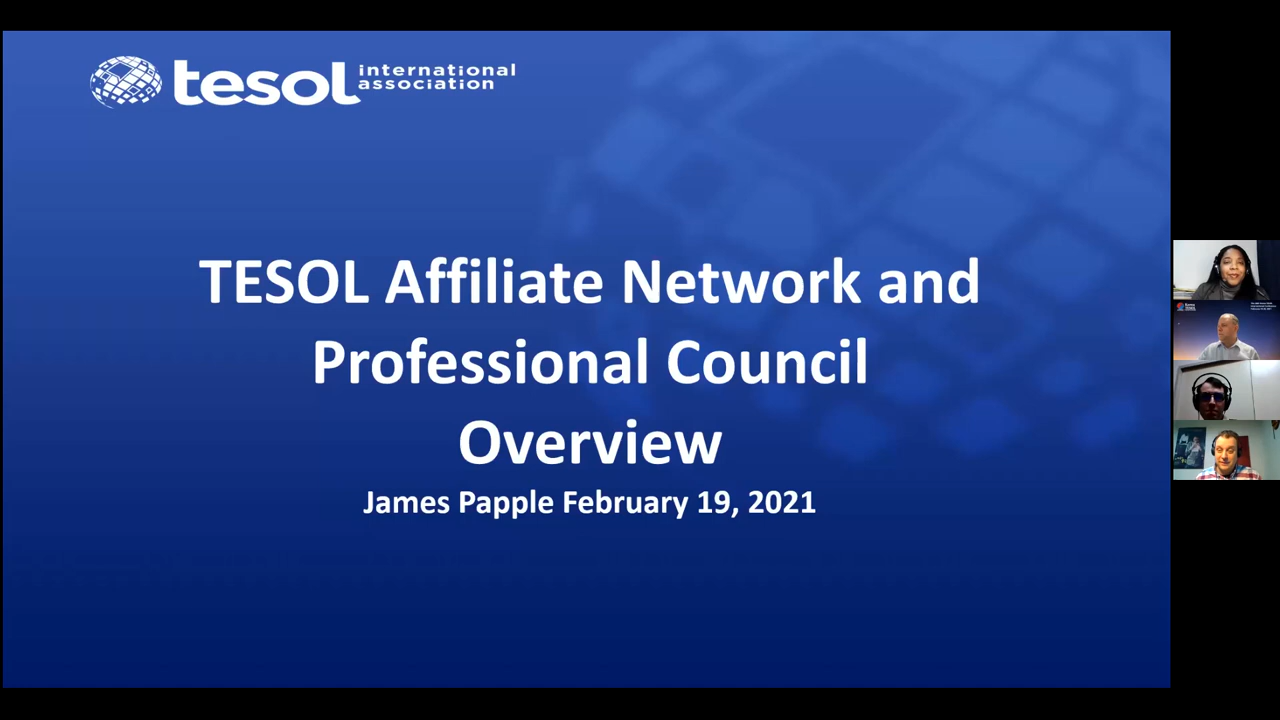 tesol international
association
TESOL Affiliate Network and
Professional Council
Overview
James Papple February 19, 2021